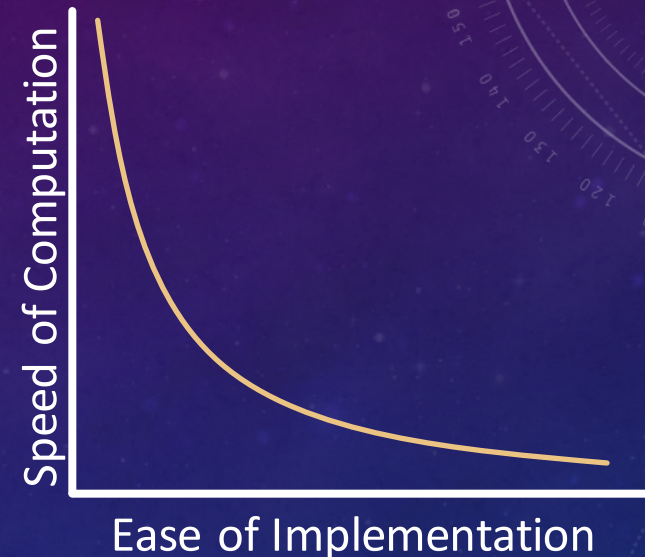 Speed of Computation
150
140
130
120
Ease of Implementation